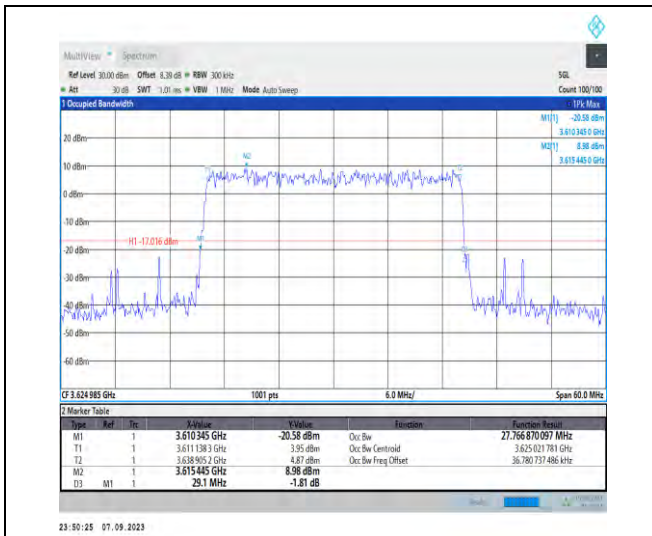 MultiView Spectrum
Ref Level 30.00 dBm Offset 8.39 dB RBW 300 kHz SGL
Att 30 dB SWT 1.01 ms VBW 1 MHz Mode Auto Sweep Count 100/100
1 Occupied Bandwidth 1Pk Max
M1[1] -20.58 dBm
3.610345 0 GHz
M2[1] 8.98 dBm
3.615445 0 GHz
20 dBm
10 dBm
0 dBm
-10 dBm
H1 -17.016 dBm
-20 dBm
-30 dBm
-40 dBm
-50 dBm
-60 dBm
M2
M1
CF 3.624 985 GHz 1001 pts 6.0 MHz/ Span 60.0 MHz
2 Marker Table
Type Ref Trc X-Value Y-Value Function Function Result
M1 1 3.610345 GHz -20.58 dBm Occ Bw 27.766 870 097 MHz
T1 1 3.611 138 3 GHz 3.95 dBm Occ Bw Centroid 3.625 021 781 GHz
T2 1 3.638 905 2 GHz 4.87 dBm Occ Bw Freq Offset 36.780 737 486 kHz
M2 1 3.615445 GHz 8.98 dBm
D3 M1 1 29.1 MHz -1.81 dB
23:50:25 07.09.2023